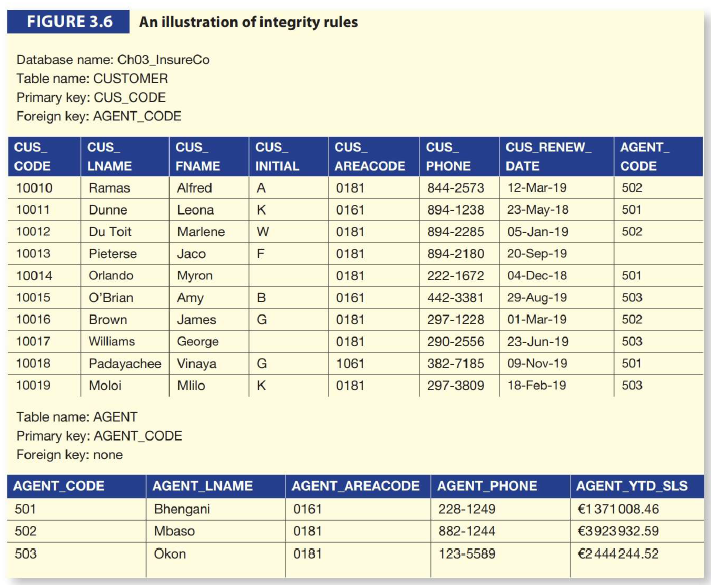 FIGURE 3.6 An illustration of integrity rules
Database name: Ch03_InsureCo
Table name: CUSTOMER
Primary key: CUS_CODE
Foreign key: AGENT_CODE
CUS_ CUS_ CUS_ CUS_ CUS_ CUS_ CUS_RENEW_ AGENT_
CODE LNAME FNAME INITIAL AREACODE PHONE DATE CODE
10010 Ramas Alfred A 0181 844-2573 12-Mar-19 502
10011 Dunne Leona K 0161 894-1238 23-May-18 501
10012 Du Toit Marlene W 0181 894-2285 05-Jan-19 502
10013 Pieterse Jaco F 0181 894-2180 20-Sep-19
10014 Orlando Myron 0181 222-1672 04-Dec-18 501
10015 O'Brian Amy B 0161 442-3381 29-Aug-19 503
10016 Brown James G 0181 297-1228 01-Mar-19 502
10017 Williams George 0181 290-2556 23-Jun-19 503
10018 Padayachee Vinaya G 1061 382-7185 09-Nov-19 501
10019 Moloi Mlilo K 0181 297-3809 18-Feb-19 503
Table name: AGENT
Primary key: AGENT_CODE
Foreign key: none
AGENT_CODE AGENT_LNAME AGENT_AREACODE AGENT_PHONE AGENT_YTD_SLS
501 Bhengani 0161 228-1249 €1371008.46
502 Mbaso 0181 882-1244 €3923932.59
503 Okon 0181 123-5589 €2444244.52